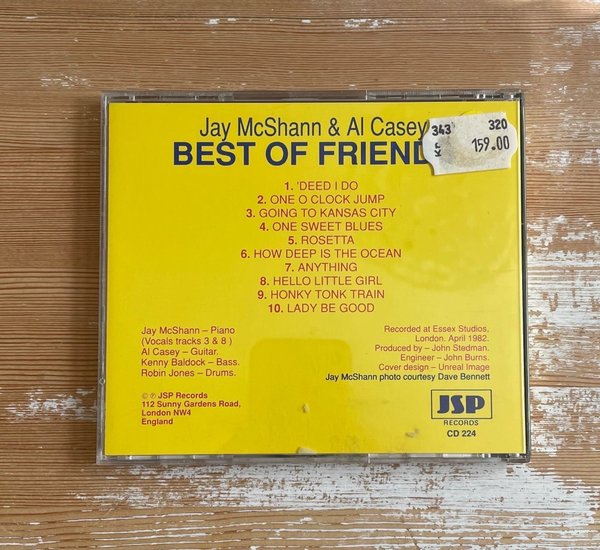 Jay McShann & Al Casey
BEST OF FRIEND
343
320
159.00
1. 'DEED I DO
2. ONE O CLOCK JUMP
3. GOING TO KANSAS CITY
4. ONE SWEET BLUES
5. ROSETTA
6. HOW DEEP IS THE OCEAN
7. ANYTHING
8. HELLO LITTLE GIRL
9. HONKY TONK TRAIN
10. LADY BE GOOD
Jay McShann – Piano
(Vocals tracks 3 & 8 )
Al Casey – Guitar.
Kenny Baldock – Bass.
Robin Jones – Drums.
Recorded at Essex Studios,
London. April 1982.
Produced by – John Stedman.
Engineer – John Burns.
Cover design – Unreal Image
Jay McShann photo courtesy Dave Bennett
© ℗ JSP Records
112 Sunny Gardens Road,
London NW4
England
JSP
RECORDS
CD 224